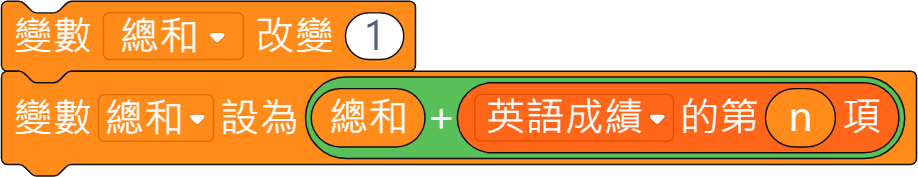 變數 總和 改變 1
變數 總和 設為 總和 + 英語成績 的第 n 項